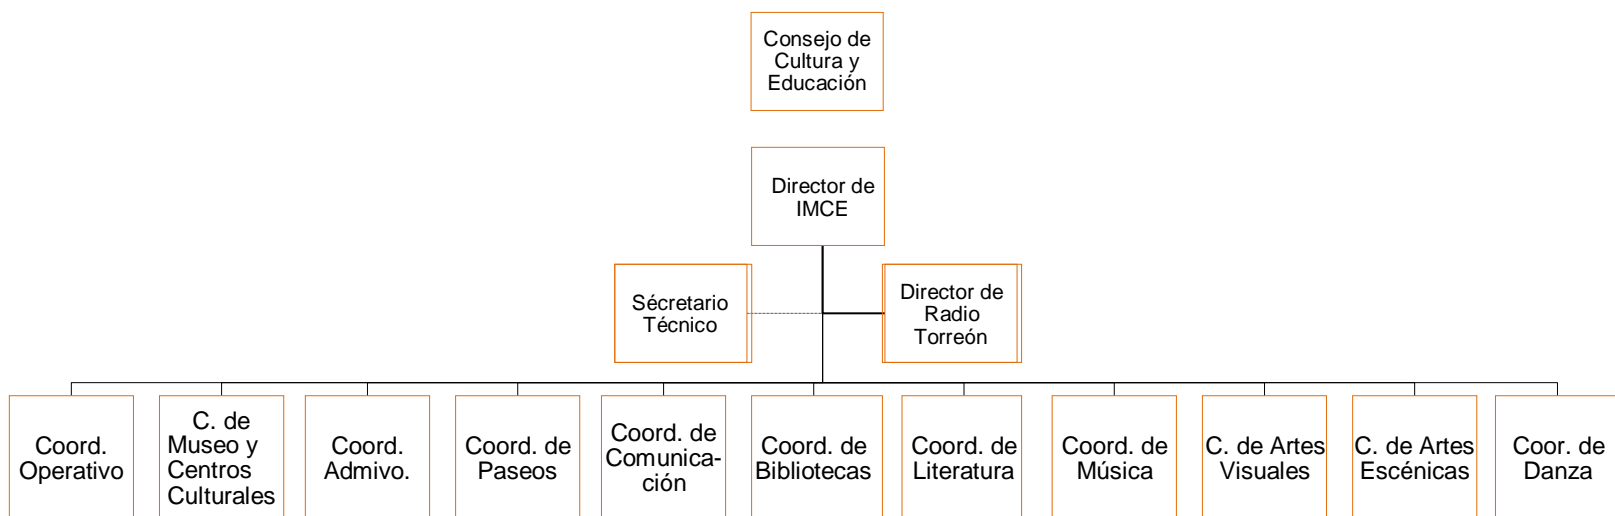 Consejo de
Cultura y
Educación
Director de
IMCE
Sécretario
Técnico
Director de
Radio
Torreón
Coord.
Operativo
C. de
Museo y
Centros
Culturales
Coord.
Admivo.
Coord. de
Paseos
Coord. de
Comunica-
ción
Coord. de
Bibliotecas
Coord. de
Literatura
Coord. de
Música
C. de Artes
Visuales
C. de Artes
Escénicas
Coor. de
Danza